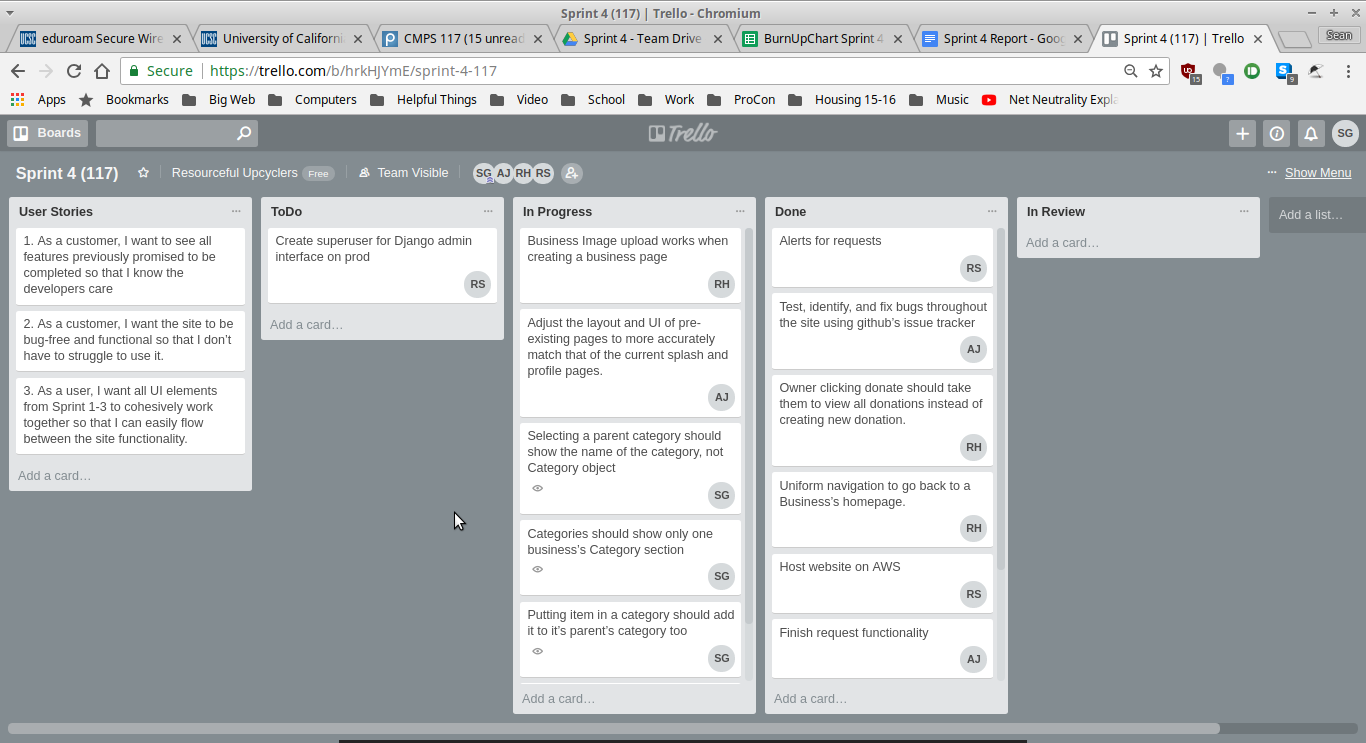 Sprint 4 (117) | Trello - Chromium
eduroam Secure Wire
University of Californi
CMPS 117 (15 unread
Sprint 4 - Team Drive
BurnUpChart Sprint 4
Sprint 4 Report - Goog
Sprint 4 (117) | Trello
Sean
Secure
https://trello.com/b/hrkHJYmE/sprint-4-117
15
7
9
Apps
Bookmarks
Big Web
Computers
Helpful Things
Video
School
Work
ProCon
Housing 15-16
Music
Net Neutrality Expla
Boards
Trello
SG
Sprint 4 (117)
Resourceful Upcyclers
Free
Team Visible
SG
AJ
RH
RS
··· Show Menu
User Stories
1. As a customer, I want to see all
features previously promised to be
completed so that I know the
developers care
2. As a customer, I want the site to be
bug-free and functional so that I don’t
have to struggle to use it.
3. As a user, I want all UI elements
from Sprint 1-3 to cohesively work
together so that I can easily flow
between the site functionality.
Add a card…
ToDo
Create superuser for Django admin
interface on prod
RS
Add a card…
In Progress
Business Image upload works when
creating a business page
RH
Adjust the layout and UI of pre-
existing pages to more accurately
match that of the current splash and
profile pages.
AJ
Selecting a parent category should
show the name of the category, not
Category object
SG
Categories should show only one
business’s Category section
SG
Putting item in a category should add
it to it’s parent’s category too
SG
Add a card…
Done
Alerts for requests
RS
Test, identify, and fix bugs throughout
the site using github’s issue tracker
AJ
Owner clicking donate should take
them to view all donations instead of
creating new donation.
RH
Uniform navigation to go back to a
Business’s homepage.
RH
Host website on AWS
RS
Finish request functionality
AJ
Add a card…
In Review
Add a card…
Add a list…